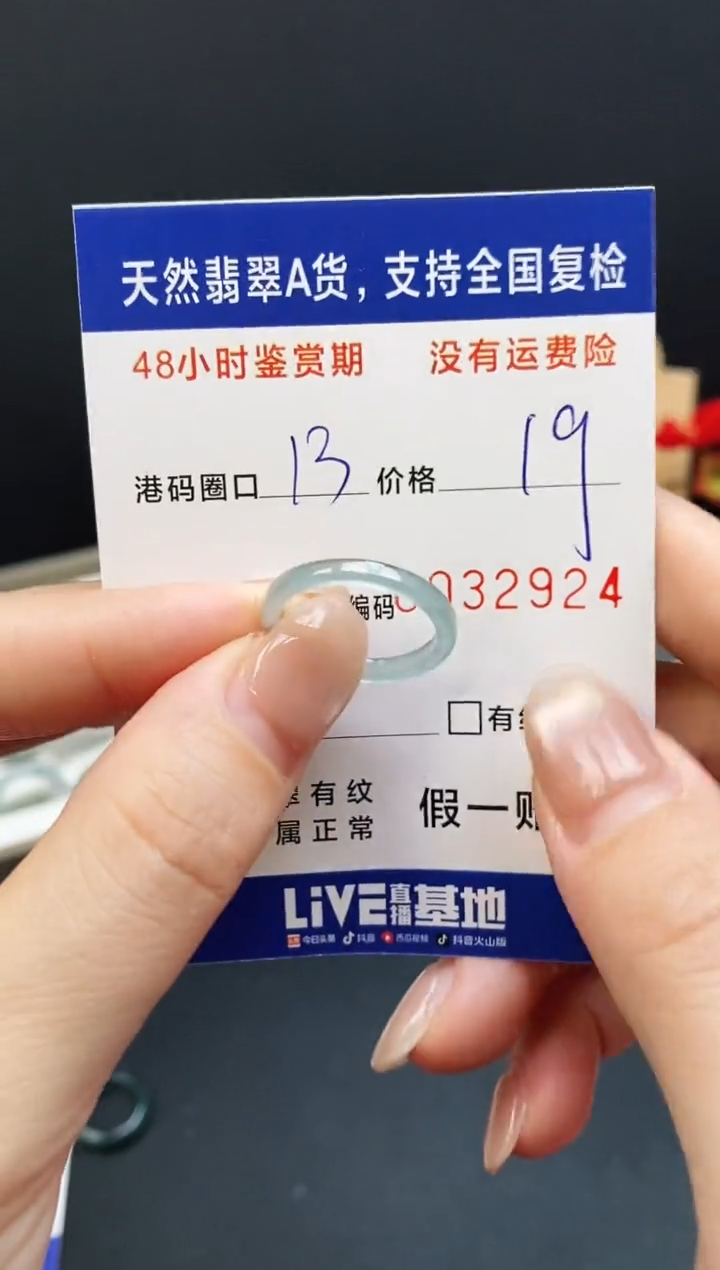 天然翡翠A货，支持全国复检
48小时鉴赏期 没有运费险
港码圈口 13 价格 19
编码 032924
□有
有纹
属正常 假一赔
LiVE直播基地
今日头条 抖音 西瓜视频 抖音火山版